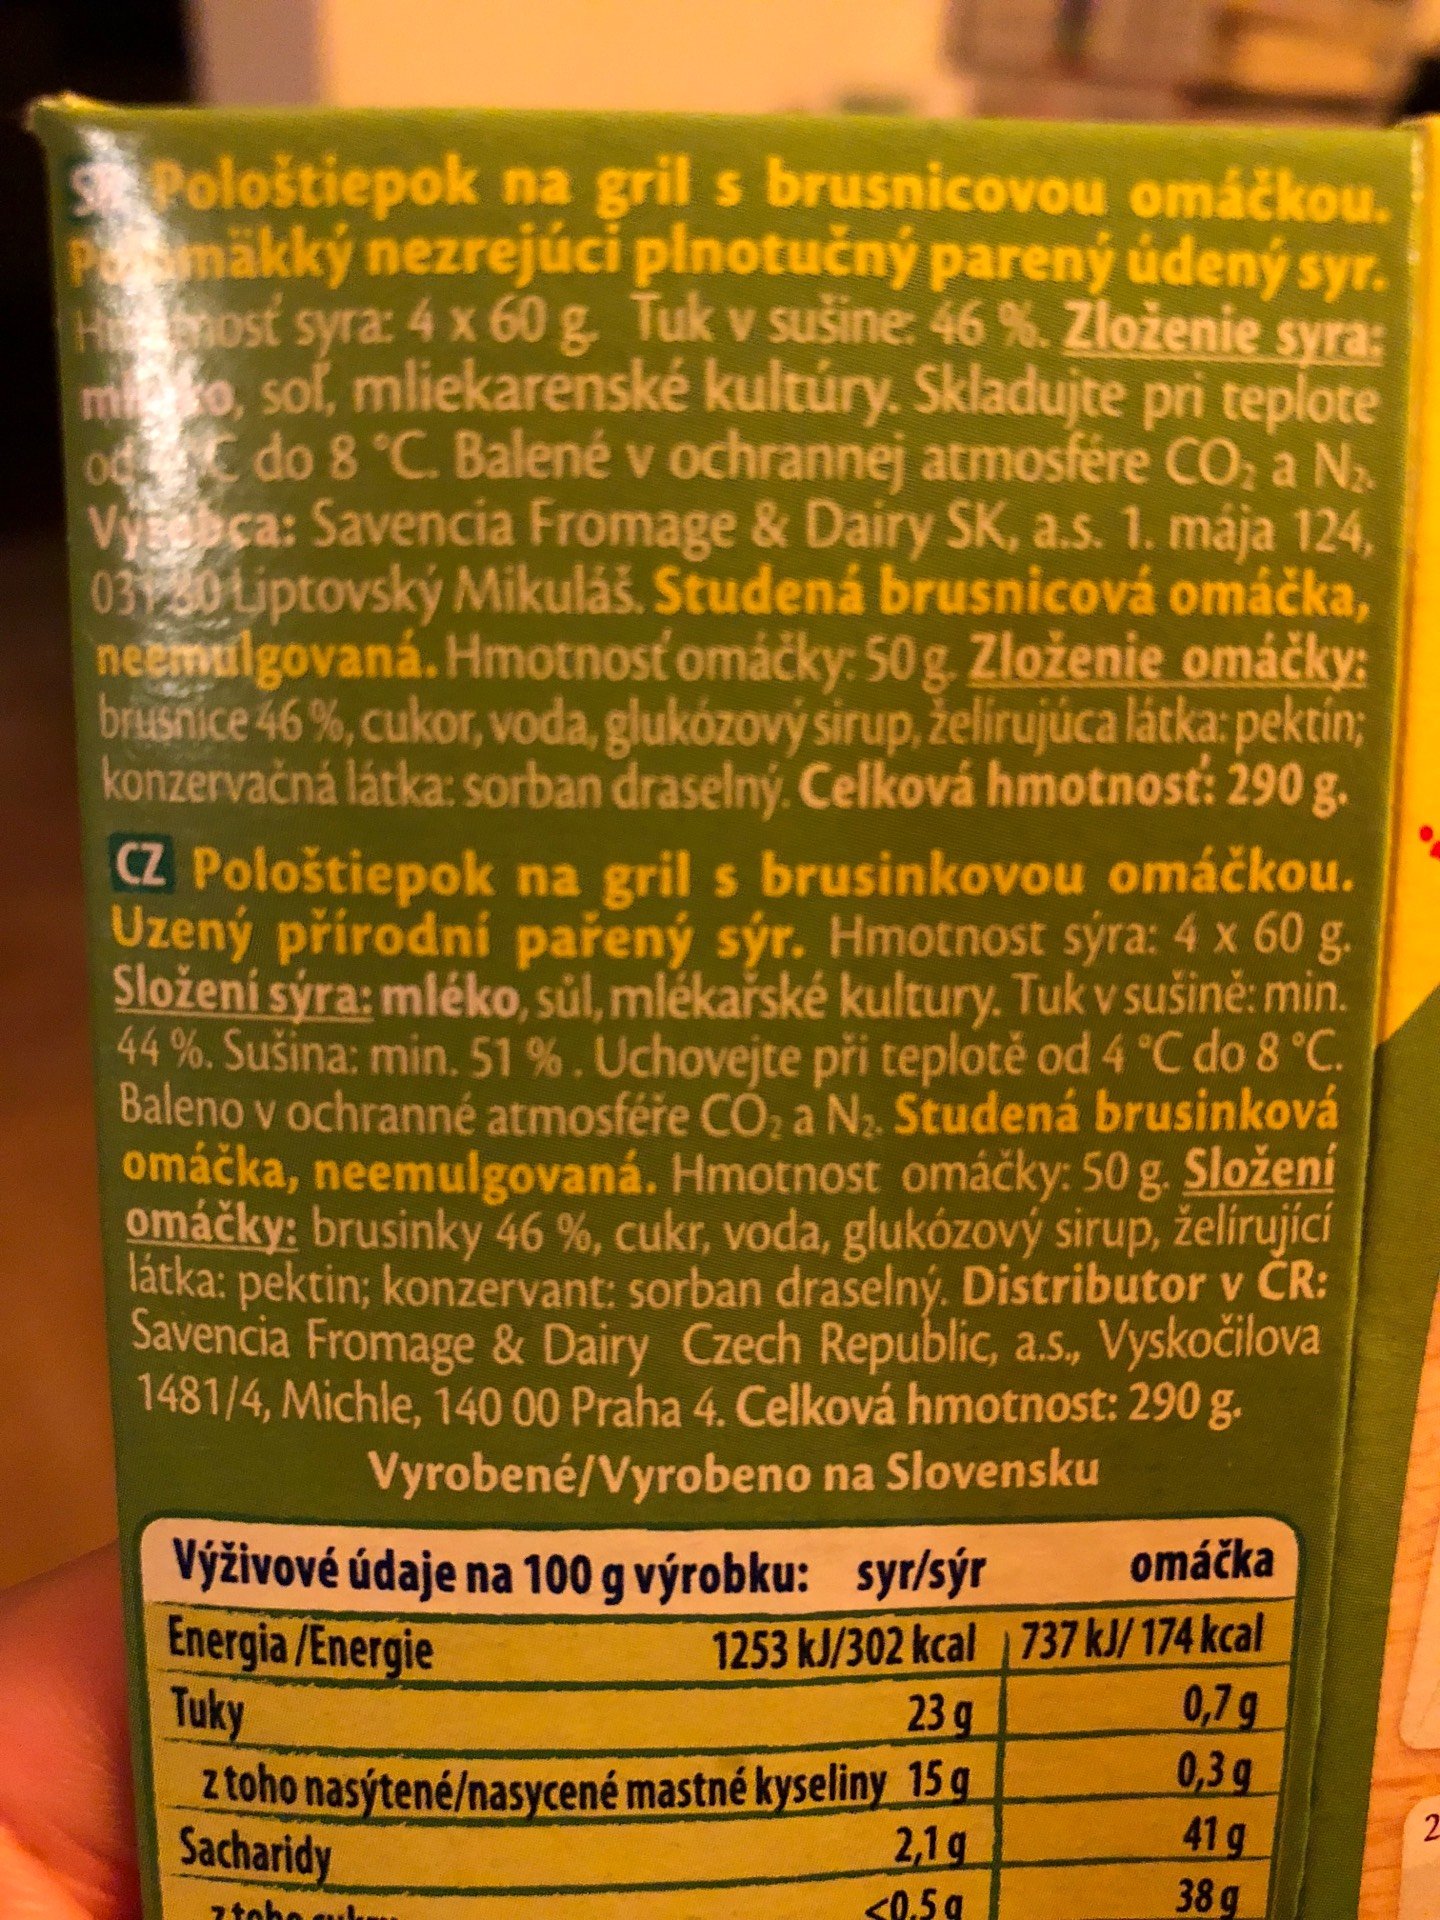 SK Pološtiepok na gril s brusnicovou omáčkou.
mäkký nezrejúci plnotučný parený údený syr.
Hmotnosť syra: 4 x 60 g. Tuk v sušine: 46 %. Zloženie syra:
mlieko, soľ, mliekarenské kultúry. Skladujte pri teplote
do 8 °C. Balené v ochrannej atmosfére CO₂ a N₂.
Výrobca: Savencia Fromage & Dairy SK, a.s. 1. mája 124,
Liptovský Mikuláš. Studená brusnicová omáčka,
neemulgovaná. Hmotnosť omáčky: 50 g. Zloženie omáčky:
brusnice 46 %, cukor, voda, glukózový sirup, želírujúca látka: pektín;
konzervačná látka: sorban draselný. Celková hmotnosť: 290 g.
CZ Pološtiepok na gril s brusinkovou omáčkou.
Uzený přírodní pařený sýr. Hmotnost sýra: 4 x 60 g.
Složení sýra: mléko, sůl, mlékařské kultury. Tuk v sušině: min.
44 %. Sušina: min. 51 % . Uchovejte při teplotě od 4 °C do 8 °C.
Baleno v ochranné atmosféře CO₂ a N₂. Studená brusinková
omáčka, neemulgovaná. Hmotnost omáčky: 50 g. Složení
omáčky: brusinky 46 %, cukr, voda, glukózový sirup, želírující
látka: pektin; konzervant: sorban draselný. Distributor v ČR:
Savencia Fromage & Dairy Czech Republic, a.s., Vyskočilova
1481/4, Michle, 140 00 Praha 4. Celková hmotnost: 290 g.
Vyrobené/Vyrobeno na Slovensku
Výživové údaje na 100 g výrobku: syr/sýr omáčka
Energia /Energie 1253 kJ/302 kcal 737 kJ/ 174 kcal
Tuky 23 g 0,7 g
z toho nasýtené/nasycené mastné kyseliny 15 g 0,3 g
Sacharidy 2,1 g 41 g
z toho <0,5 g 38 g
2